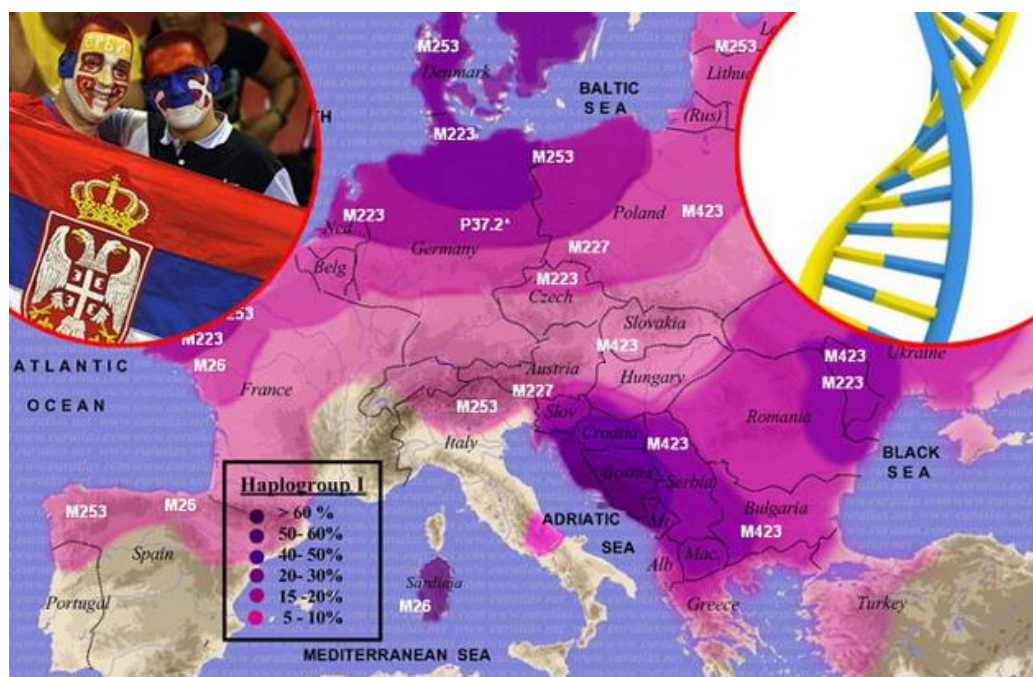 СРБИ
M253
Denmark
BALTIC
SEA
M253
(Rus)
M223
M253
M223
Ned
P37.2*
Germany
Poland
M423
M227
Belg
M223
Czech
Slovakia
M423
Austria
Hungary
M223
M26
ATLANTIC
OCEAN
France
M227
M253
Italy
Slov
Croatia
M423
Bosnia
Serbia
Romania
M423
M223
Ukraine
BLACK
SEA
Bulgaria
M423
Mac.
Alb
Greece
Turkey
ADRIATIC
SEA
M253
M26
Spain
Portugal
Sardinia
M26
MEDITERRANEAN SEA
Haplogroup I
> 60 %
50- 60%
40- 50%
20- 30%
15 -20%
5 - 10%